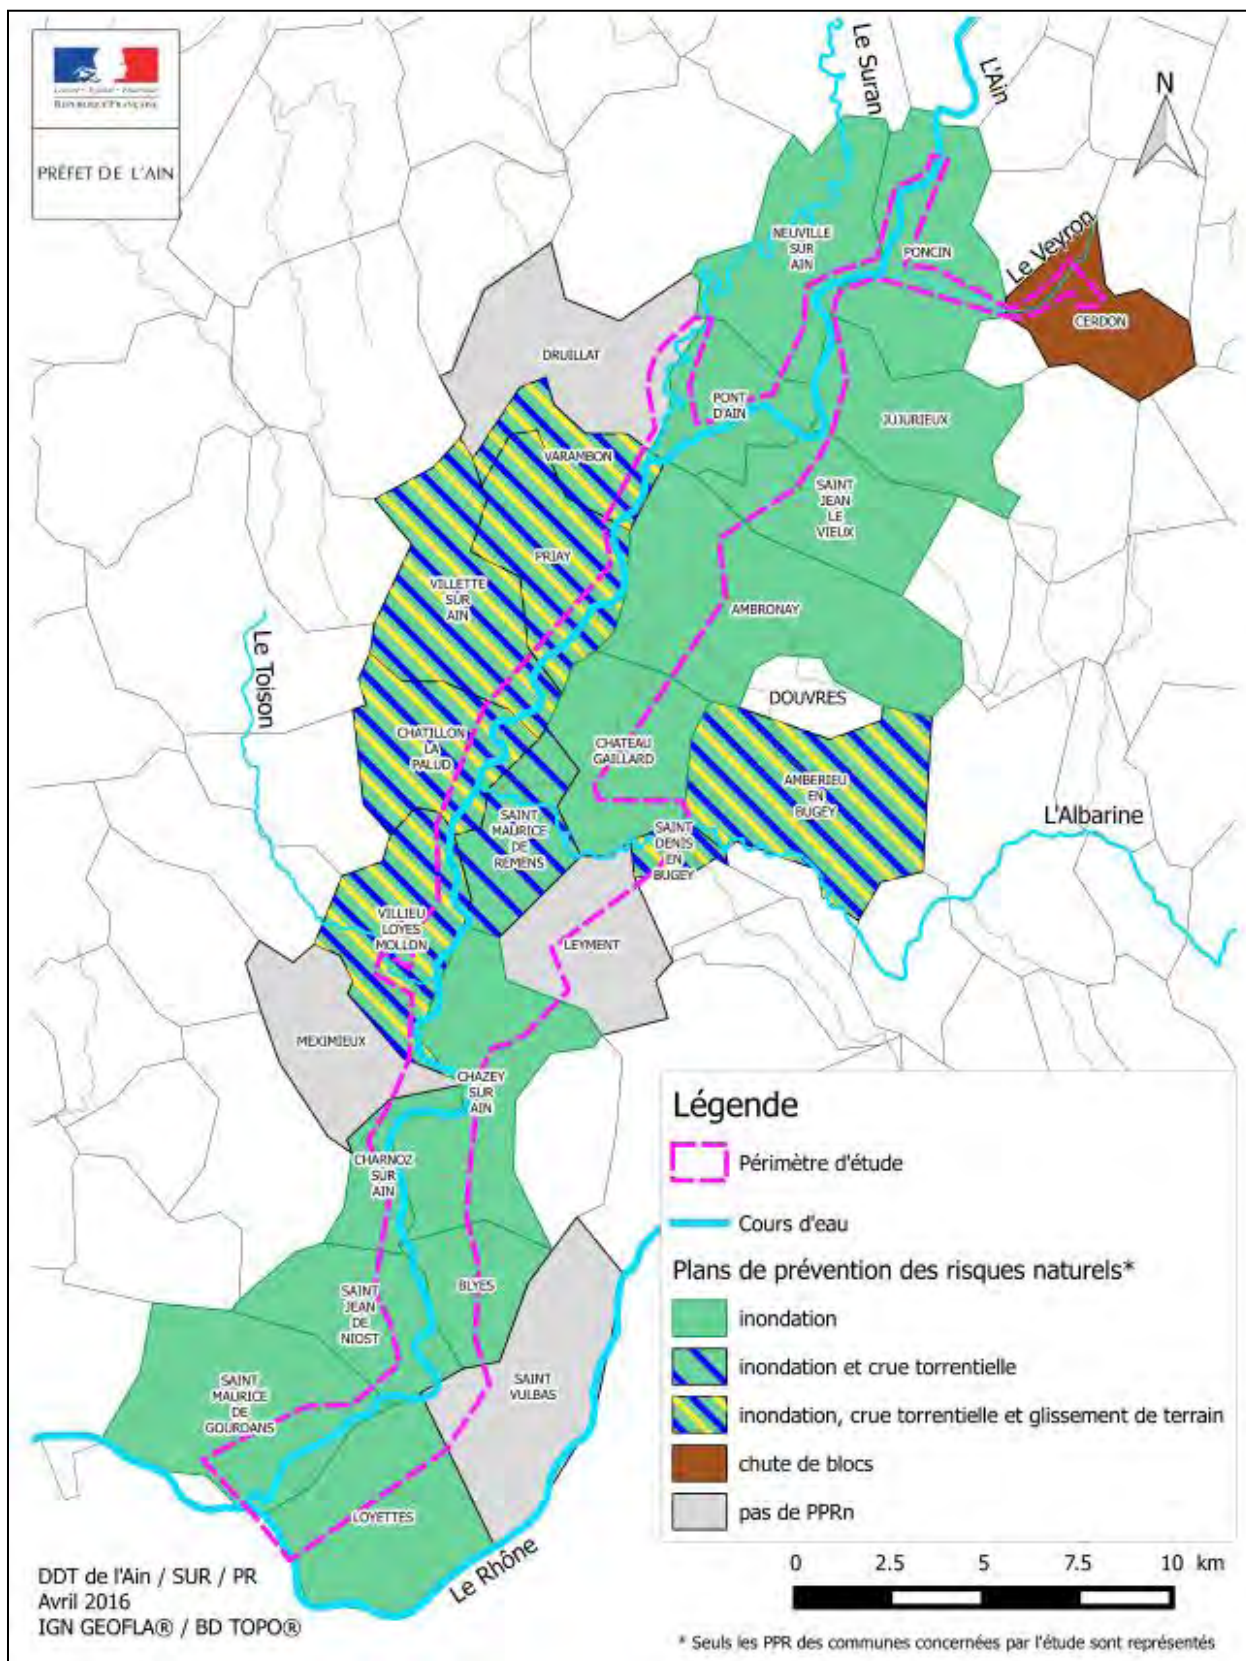 Liberté • Égalité • Fraternité
RÉPUBLIQUE FRANÇAISE
PRÉFET DE L'AIN
Le Suran
L'Ain
N
NEUVILLE
SUR
AIN
PONCIN
Le Veyron
CERDON
DRUILLAT
PONT
D'AIN
JUJURIEUX
VARAMBON
SAINT
JEAN
LE
VIEUX
PRIAY
VILLETTE
SUR
AIN
AMBRONAY
Le Toison
DOUVRES
CHATILLON
LA
PALUD
CHATEAU
GAILLARD
AMBERIEU
EN
BUGEY
L'Albarine
SAINT
MAURICE
DE
REMENS
SAINT
DENIS
EN
BUGEY
VILLIEU
LOYES
MOLLON
LEYMENT
MEXIMIEUX
CHAZEY
SUR
AIN
CHARNOZ
SUR
AIN
BLYES
SAINT
JEAN
DE
NIOST
SAINT
VULBAS
SAINT
MAURICE
DE
GOURDANS
LOYETTES
Le Rhône
Légende
Périmètre d'étude
Cours d'eau
Plans de prévention des risques naturels*
inondation
inondation et crue torrentielle
inondation, crue torrentielle et glissement de terrain
chute de blocs
pas de PPRn
0 2.5 5 7.5 10 km
DDT de l'Ain / SUR / PR
Avril 2016
IGN GEOFLA® / BD TOPO®
* Seuls les PPR des communes concernées par l'étude sont représentés